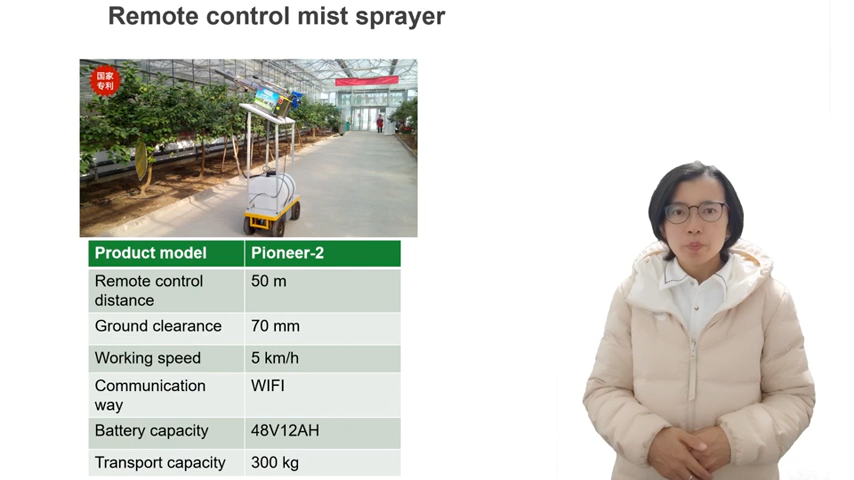 Remote control mist sprayer
国家
专利
Product model Pioneer-2
Remote control 50 m
distance
Ground clearance 70 mm
Working speed 5 km/h
Communication WIFI
way
Battery capacity 48V12AH
Transport capacity 300 kg